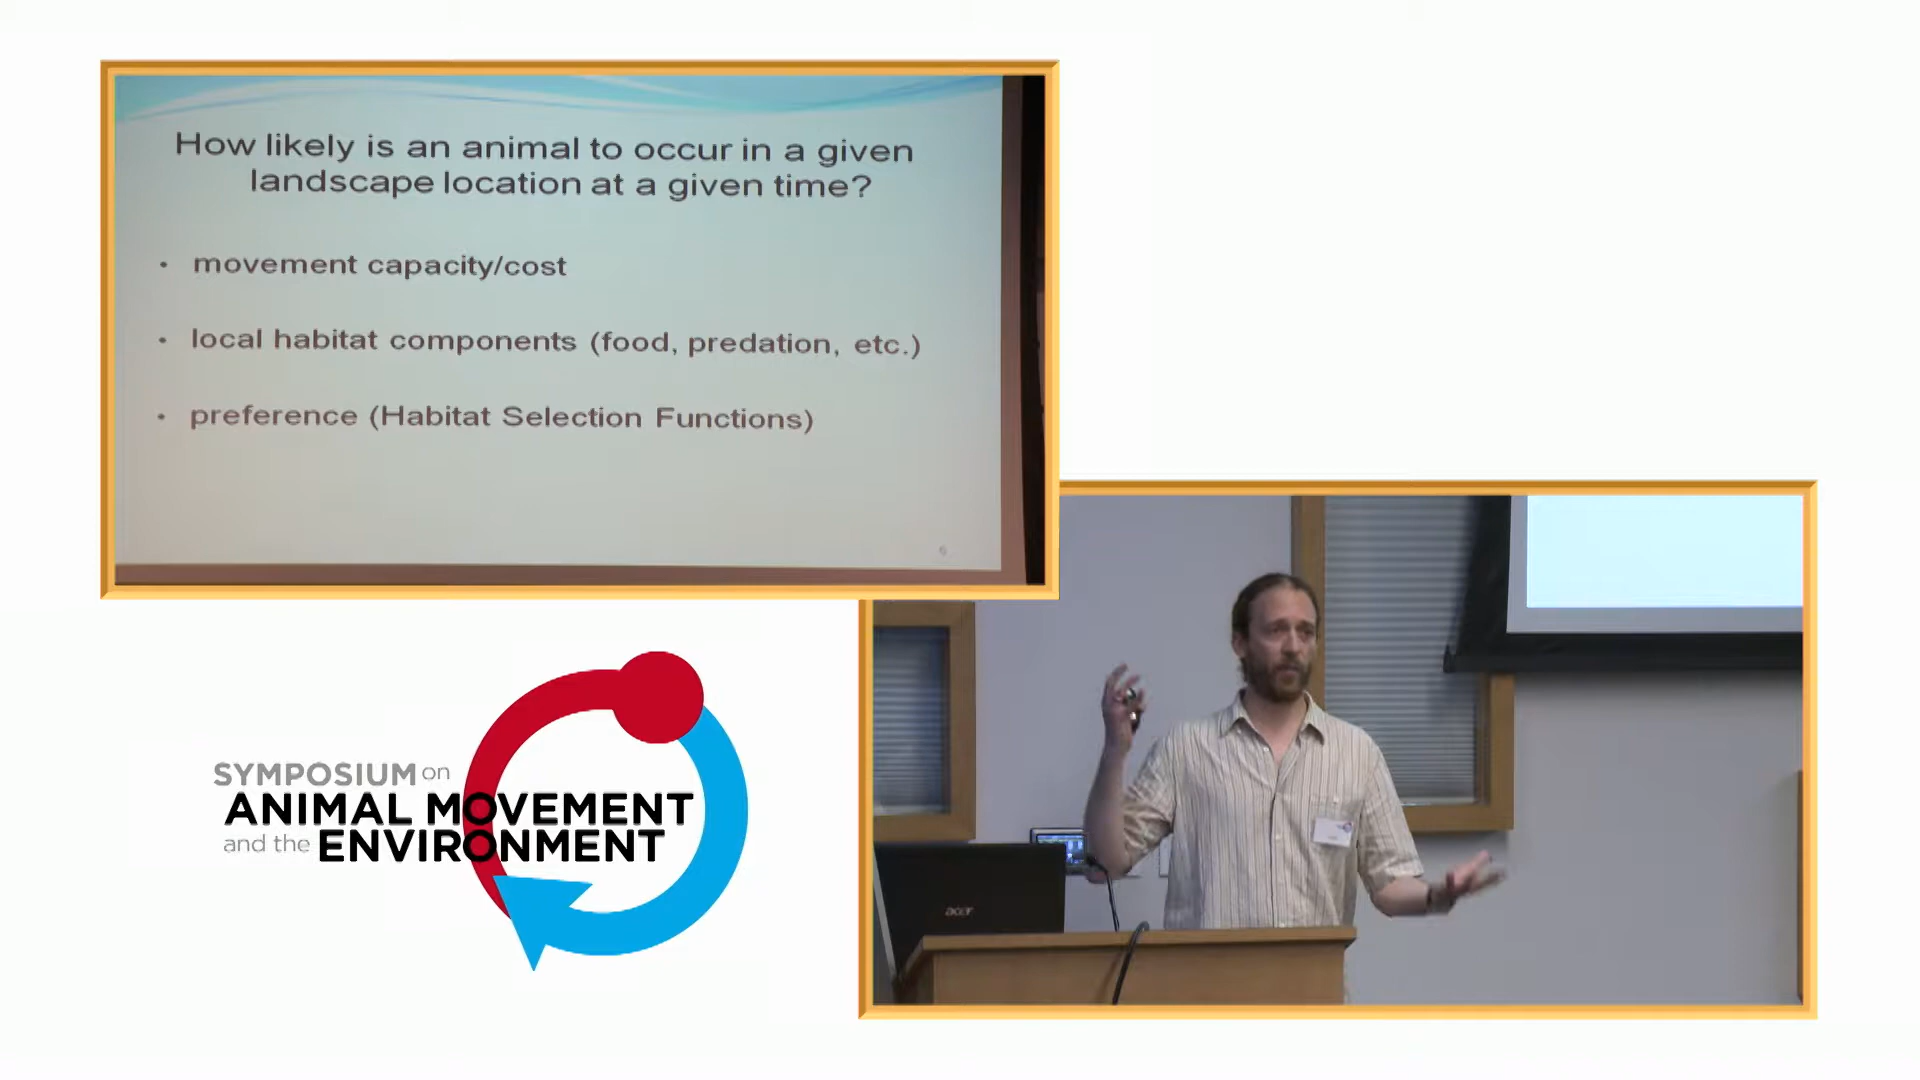 How likely is an animal to occur in a given
landscape location at a given time?
• movement capacity/cost
• local habitat components (food, predation, etc.)
• preference (Habitat Selection Functions)
6
SYMPOSIUM on
ANIMAL MOVEMENT
and the ENVIRONMENT
acer